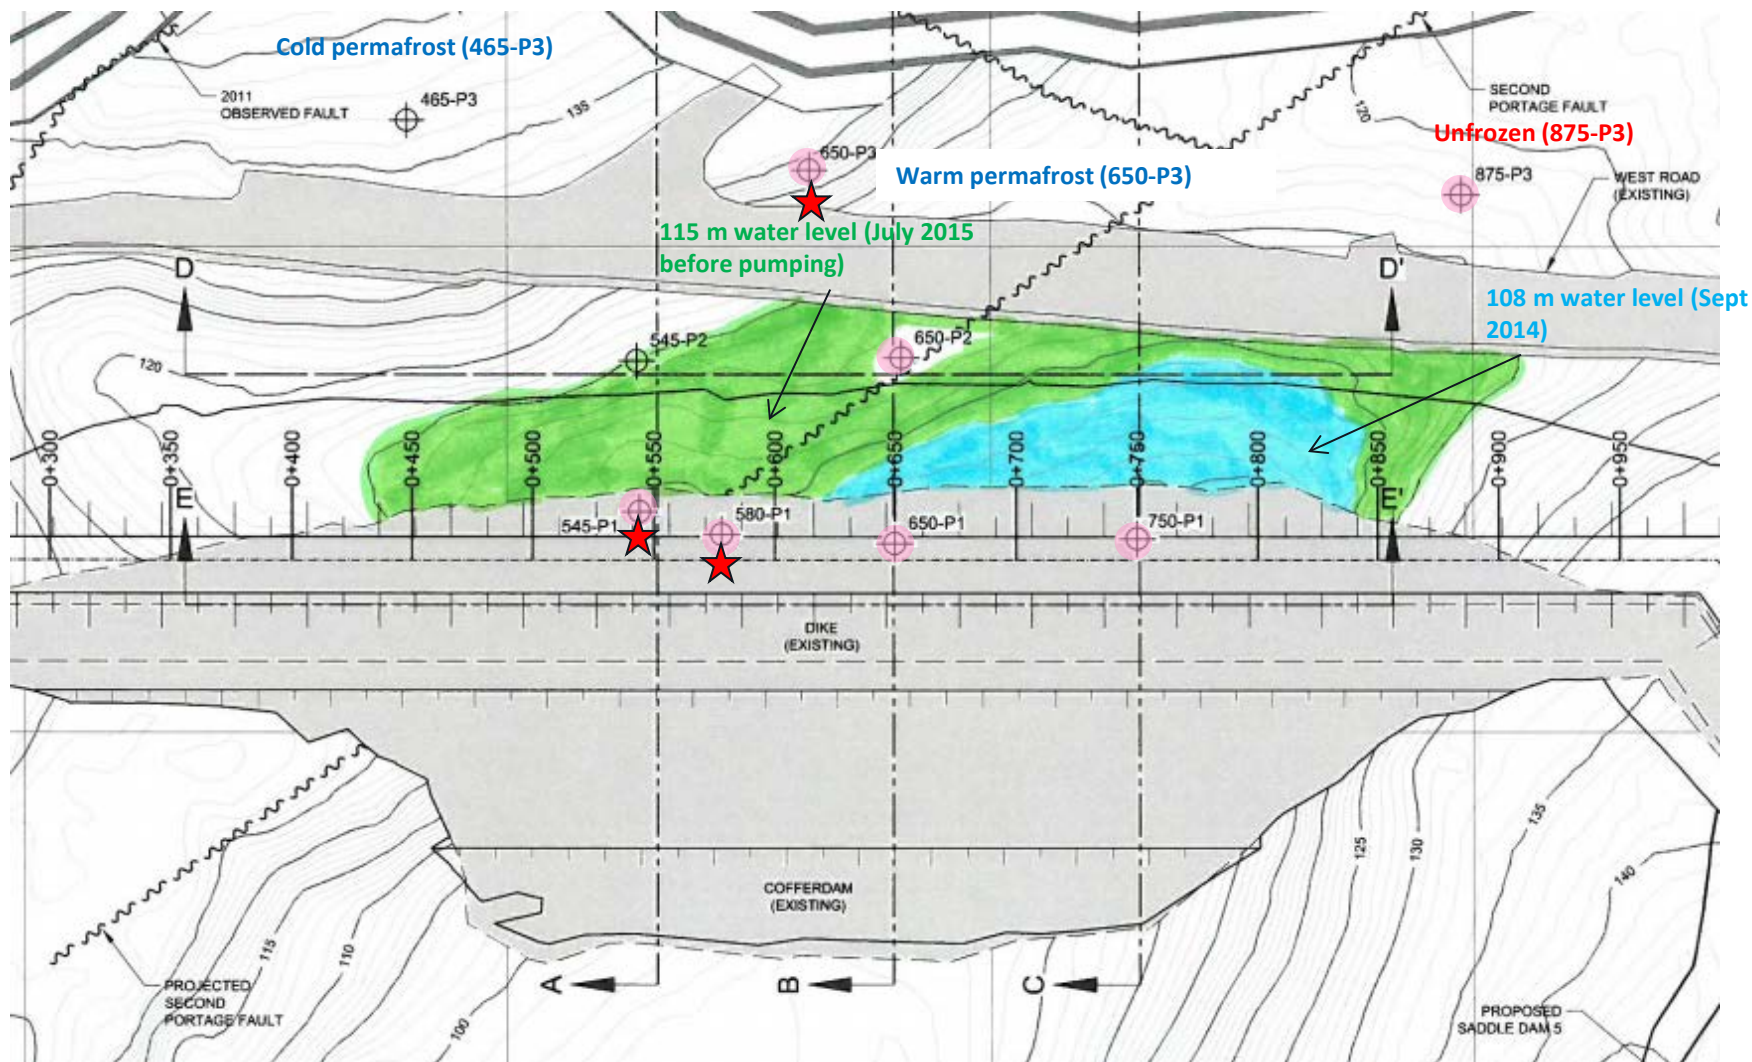 Cold permafrost (465-P3)
2011
OBSERVED FAULT
465-P3
135
650-P3
Warm permafrost (650-P3)
SECOND
PORTAGE FAULT
120
Unfrozen (875-P3)
875-P3
WEST ROAD
(EXISTING)
115 m water level (July 2015
before pumping)
D
D'
108 m water level (Sept
2014)
545-P2
650-P2
120
0+300
0+350
0+400
0+450
0+500
0+550
0+600
0+650
0+700
0+750
0+800
0+850
0+900
0+950
E
E'
545-P1
580-P1
650-P1
750-P1
DIKE
(EXISTING)
COFFERDAM
(EXISTING)
125
130
135
140
115
110
100
A
B
C
PROJECTED
SECOND
PORTAGE FAULT
PROPOSED
SADDLE DAM 5